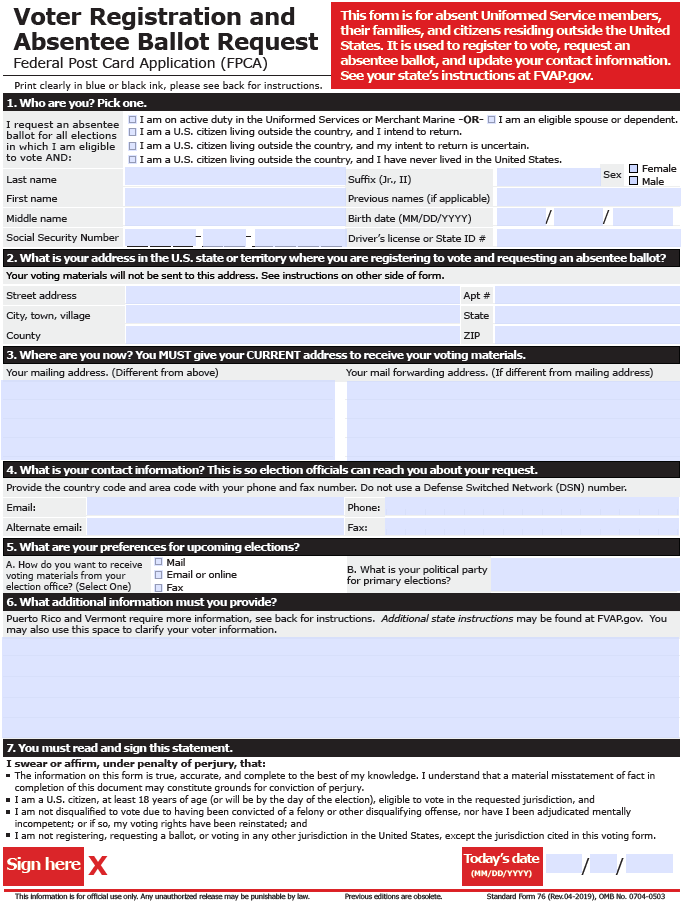 Voter Registration and
Absentee Ballot Request
Federal Post Card Application (FPCA)
Print clearly in blue or black ink, please see back for instructions.
This form is for absent Uniformed Service members,
their families, and citizens residing outside the United
States. It is used to register to vote, request an
absentee ballot, and update your contact information.
See your state's instructions at FVAP.gov.
1. Who are you? Pick one.
I request an absentee
ballot for all elections
in which I am eligible
to vote AND:
I am on active duty in the Uniformed Services or Merchant Marine -OR- I am an eligible spouse or dependent.
I am a U.S. citizen living outside the country, and I intend to return.
I am a U.S. citizen living outside the country, and my intent to return is uncertain.
I am a U.S. citizen living outside the country, and I have never lived in the United States.
Last name Suffix (Jr., II) Sex Female
Male
First name Previous names (if applicable)
Middle name Birth date (MM/DD/YYYY) / /
Social Security Number – – Driver's license or State ID #
2. What is your address in the U.S. state or territory where you are registering to vote and requesting an absentee ballot?
Your voting materials will not be sent to this address. See instructions on other side of form.
Street address Apt #
City, town, village State
County ZIP
3. Where are you now? You MUST give your CURRENT address to receive your voting materials.
Your mailing address. (Different from above) Your mail forwarding address. (If different from mailing address)
4. What is your contact information? This is so election officials can reach you about your request.
Provide the country code and area code with your phone and fax number. Do not use a Defense Switched Network (DSN) number.
Email: Phone:
Alternate email: Fax:
5. What are your preferences for upcoming elections?
A. How do you want to receive
voting materials from your
election office? (Select One)
Mail
Email or online
Fax
B. What is your political party
for primary elections?
6. What additional information must you provide?
Puerto Rico and Vermont require more information, see back for instructions. Additional state instructions may be found at FVAP.gov. You
may also use this space to clarify your voter information.
7. You must read and sign this statement.
I swear or affirm, under penalty of perjury, that:
▪ The information on this form is true, accurate, and complete to the best of my knowledge. I understand that a material misstatement of fact in
completion of this document may constitute grounds for conviction of perjury.
▪ I am a U.S. citizen, at least 18 years of age (or will be by the day of the election), eligible to vote in the requested jurisdiction, and
▪ I am not disqualified to vote due to having been convicted of a felony or other disqualifying offense, nor have I been adjudicated mentally
incompetent; or if so, my voting rights have been reinstated; and
▪ I am not registering, requesting a ballot, or voting in any other jurisdiction in the United States, except the jurisdiction cited in this voting form.
Sign here X Today's date
(MM/DD/YYYY) / /
This information is for official use only. Any unauthorized release may be punishable by law. Previous editions are obsolete. Standard Form 76 (Rev.04-2019), OMB No. 0704-0503